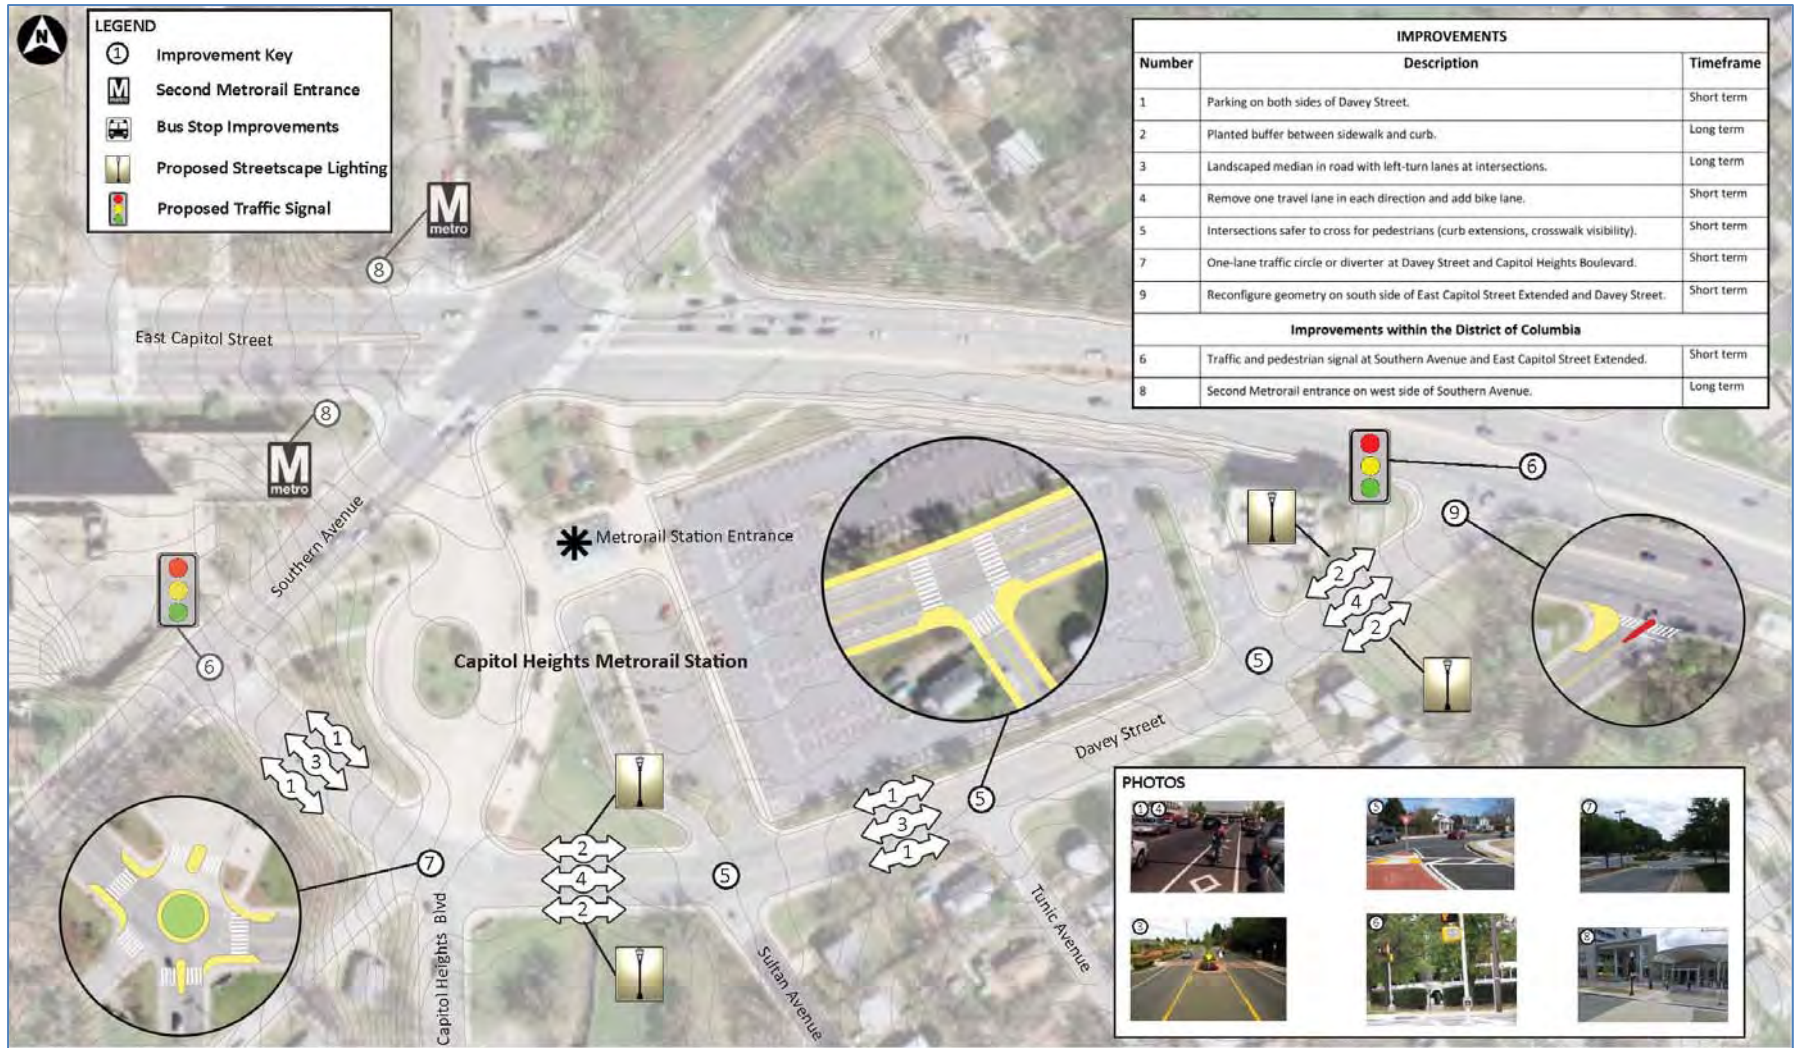 N
LEGEND
1 Improvement Key
M metro Second Metrorail Entrance
Bus Stop Improvements
Proposed Streetscape Lighting
Proposed Traffic Signal
IMPROVEMENTS
Number Description Timeframe
1 Parking on both sides of Davey Street. Short term
2 Planted buffer between sidewalk and curb. Long term
3 Landscaped median in road with left-turn lanes at intersections. Long term
4 Remove one travel lane in each direction and add bike lane. Short term
5 Intersections safer to cross for pedestrians (curb extensions, crosswalk visibility). Short term
7 One-lane traffic circle or diverter at Davey Street and Capitol Heights Boulevard. Short term
9 Reconfigure geometry on south side of East Capitol Street Extended and Davey Street. Short term
Improvements within the District of Columbia
6 Traffic and pedestrian signal at Southern Avenue and East Capitol Street Extended. Short term
8 Second Metrorail entrance on west side of Southern Avenue. Long term
M
metro
8
East Capitol Street
8
M
metro
Southern Avenue
Metrorail Station Entrance
6
9
6
Capitol Heights Metrorail Station
2
4
2
5
1
3
1
Davey Street
5
1
3
1
7
2
4
2
5
Capitol Heights Blvd
Sultan Avenue
Tunic Avenue
PHOTOS
1 4
5
7
3
6
8